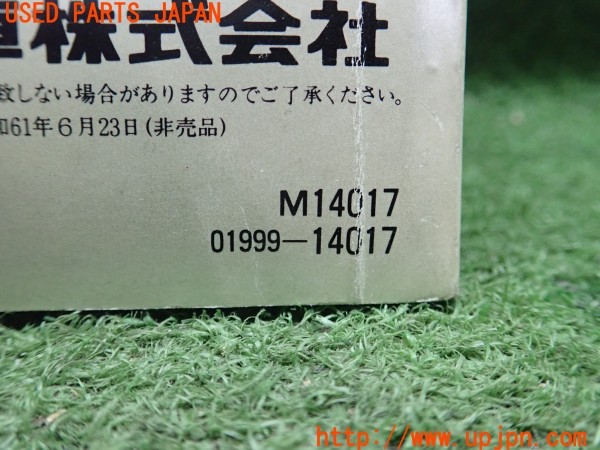 USED PARTS JAPAN
車株式会社
致しない場合がありますのでご了承ください。
和61年6月23日(非売品)
M14017
01999-14017
http://www.upjpn.com